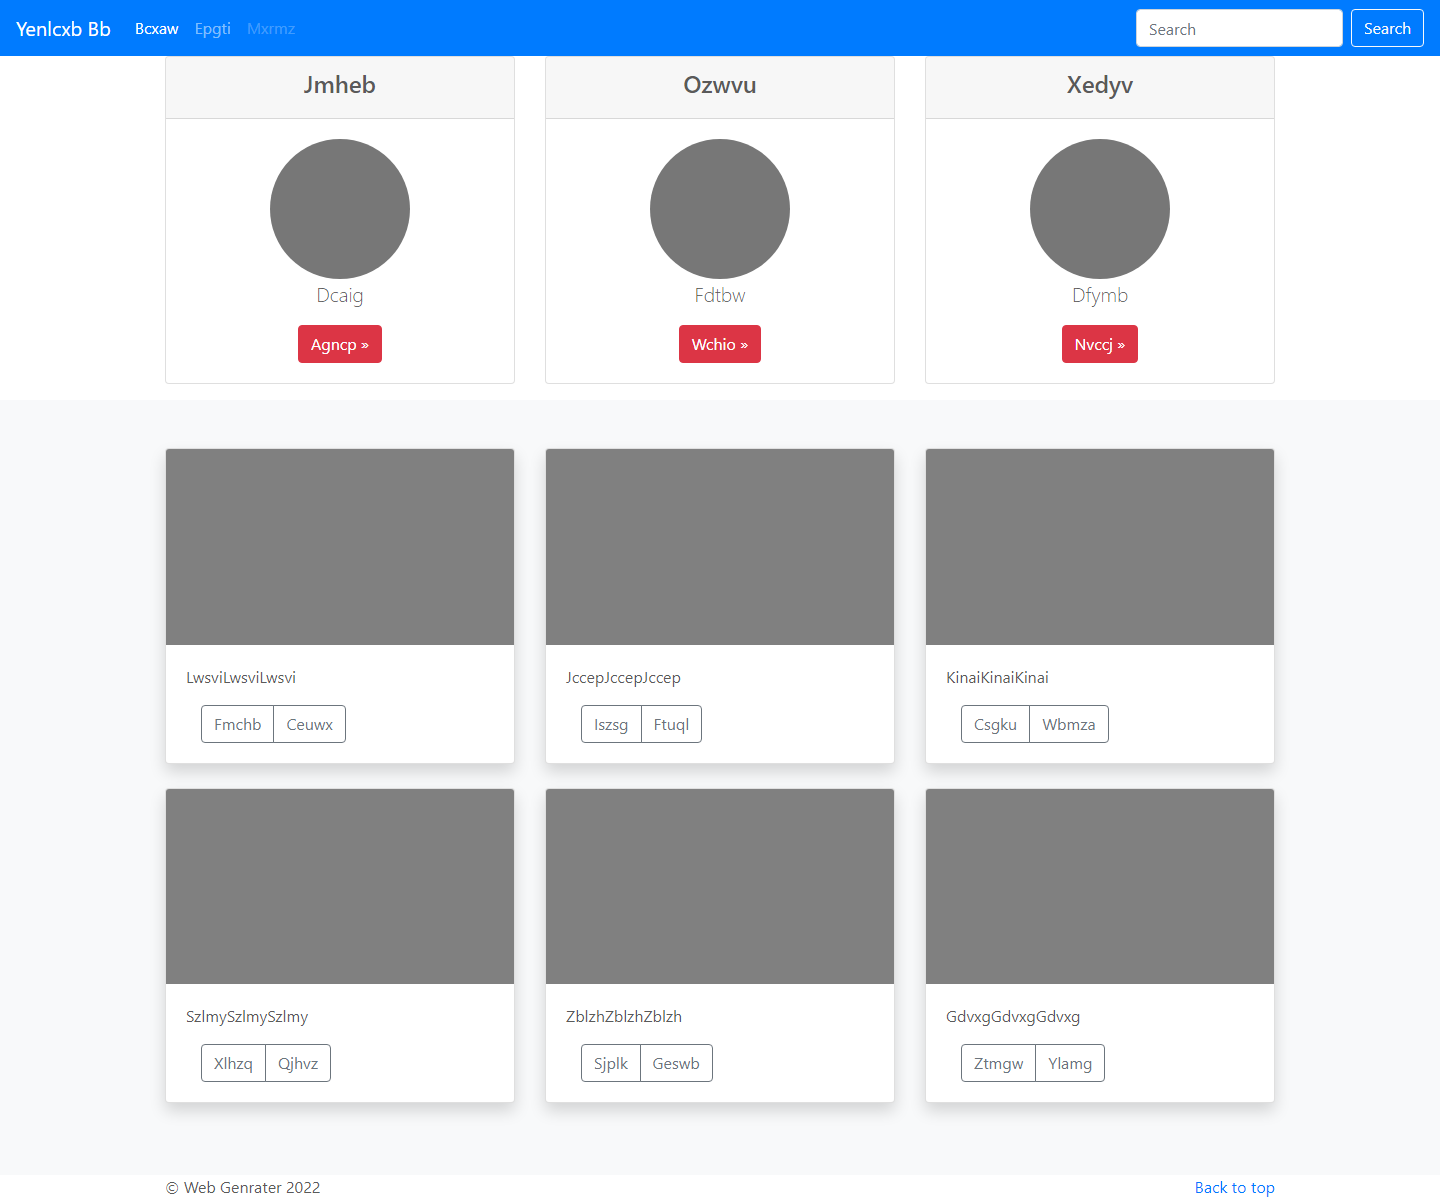 Yenlcxb Bb Bcxaw Epgti Mxrmz Search Search
Jmheb Ozwvu Xedyv
Dcaig Fdtbw Dfymb
Agncp » Wchio » Nvccj »
LwsviLwsviLwsvi JccepJccepJccep KinaiKinaiKinai
Fmchb Ceuwx Iszsg Ftuql Csgku Wbmza
SzlmySzlmySzlmy ZblzhZblzhZblzh GdvxgGdvxgGdvxg
Xlhzq Qjhvz Sjplk Geswb Ztmgw Ylamg
© Web Genrater 2022 Back to top